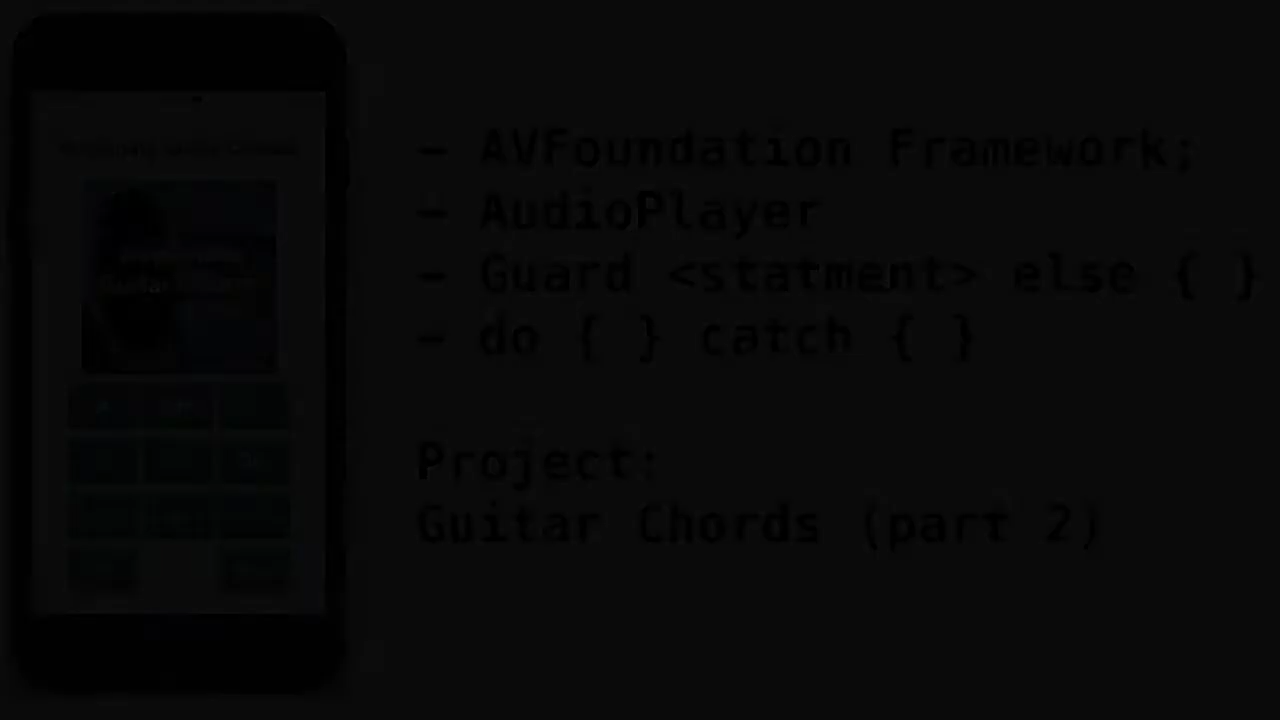 - AVFoundation Framework;
- AudioPlayer
- Guard <statment> else { }
- do { } catch { }
Project:
Guitar Chords (part 2)